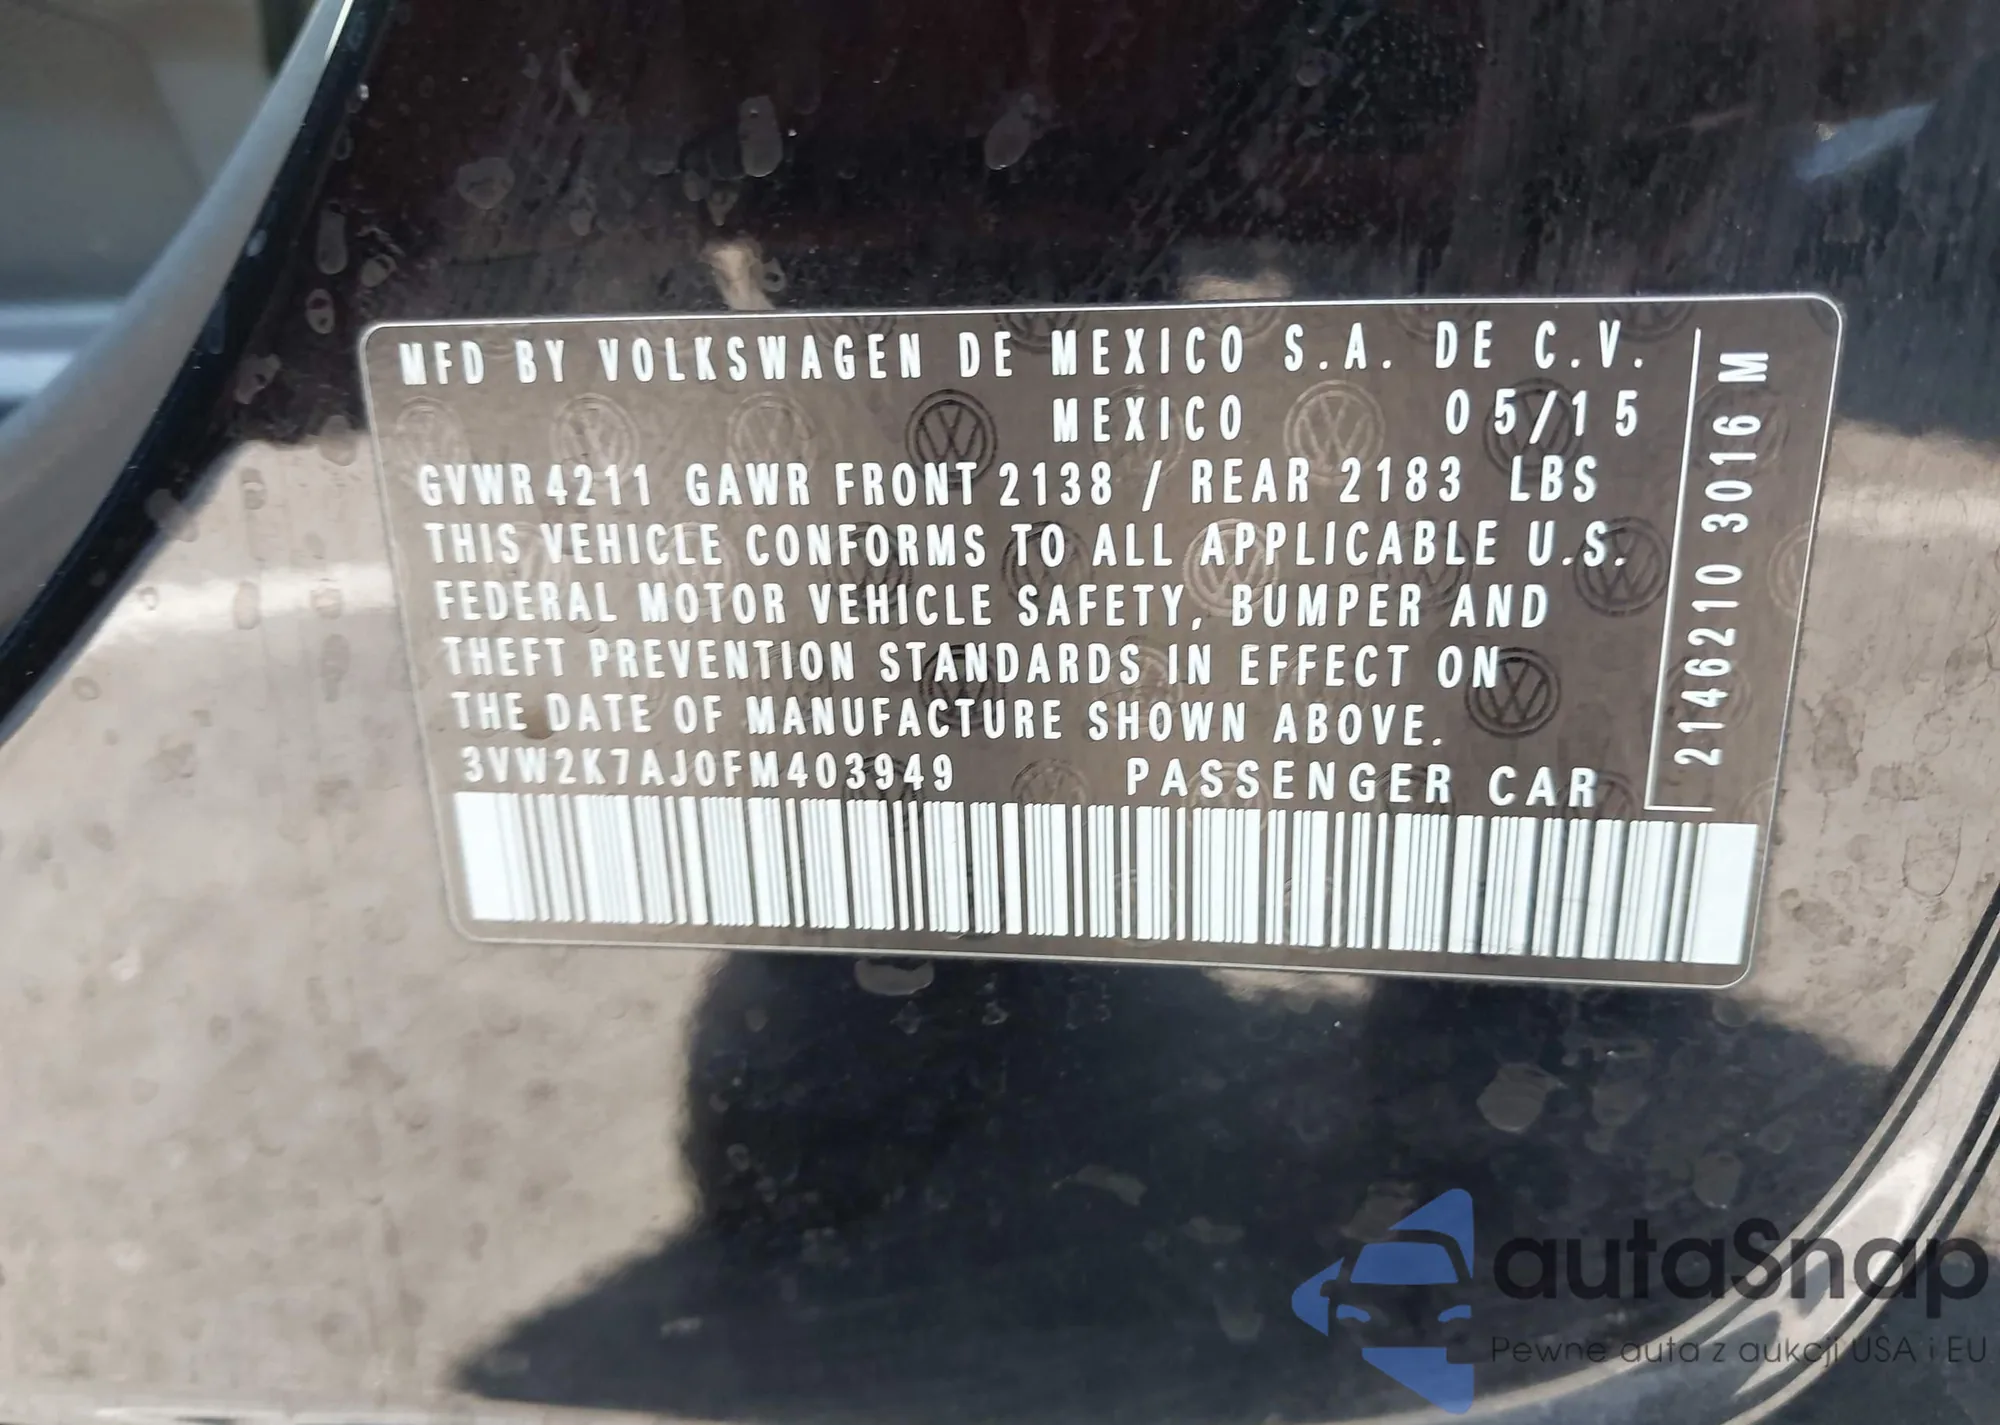 MFD BY VOLKSWAGEN DE MEXICO S.A. DE C.V.
MEXICO 05/15
GVWR 4211 GAWR FRONT 2138 / REAR 2183 LBS
THIS VEHICLE CONFORMS TO ALL APPLICABLE U.S.
FEDERAL MOTOR VEHICLE SAFETY, BUMPER AND
THEFT PREVENTION STANDARDS IN EFFECT ON
THE DATE OF MANUFACTURE SHOWN ABOVE.
3VW2K7AJ0FM403949 PASSENGER CAR
2146210 3016 M
autaSnap
Pewne auta z aukcji USA i EU